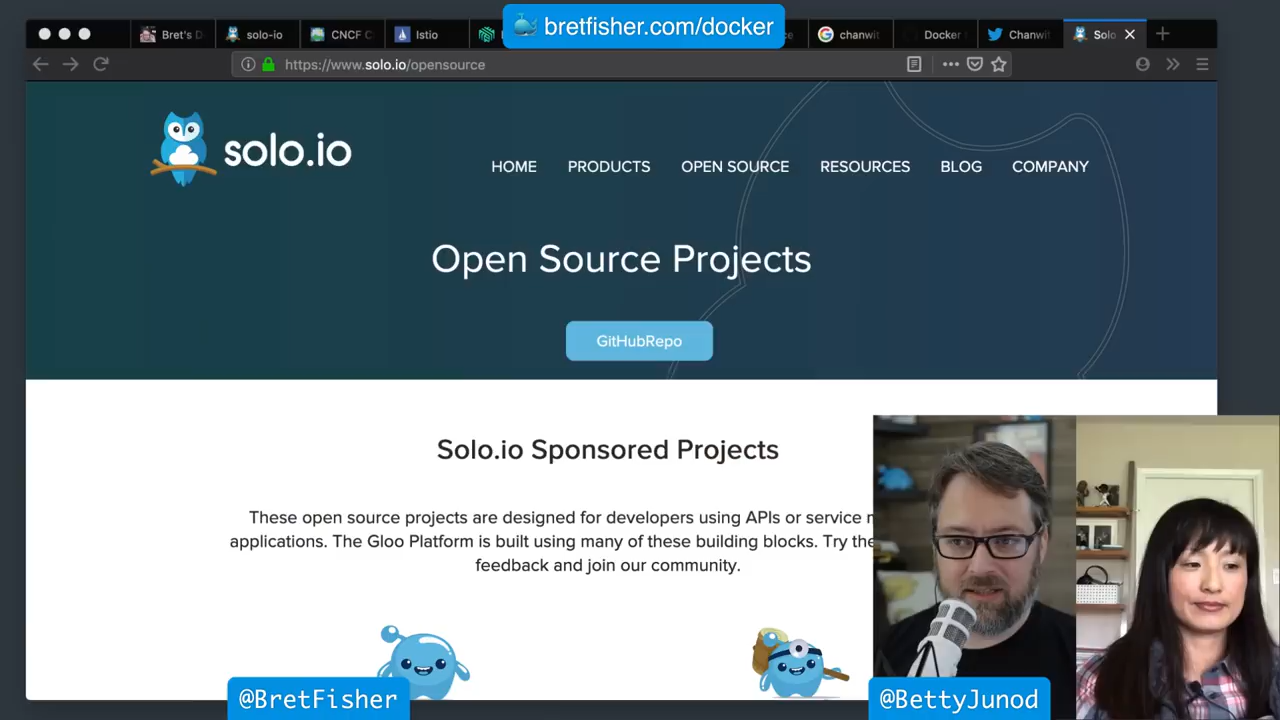 bretfisher.com/docker
Bret's D
solo-io
CNCF C
Istio
chanwit
Docker
Chanwit
Solo
https://www.solo.io/opensource
solo.io
HOME
PRODUCTS
OPEN SOURCE
RESOURCES
BLOG
COMPANY
Open Source Projects
GitHubRepo
Solo.io Sponsored Projects
These open source projects are designed for developers using APIs or service
applications. The Gloo Platform is built using many of these building blocks. Try the
feedback and join our community.
@BretFisher
@BettyJunod